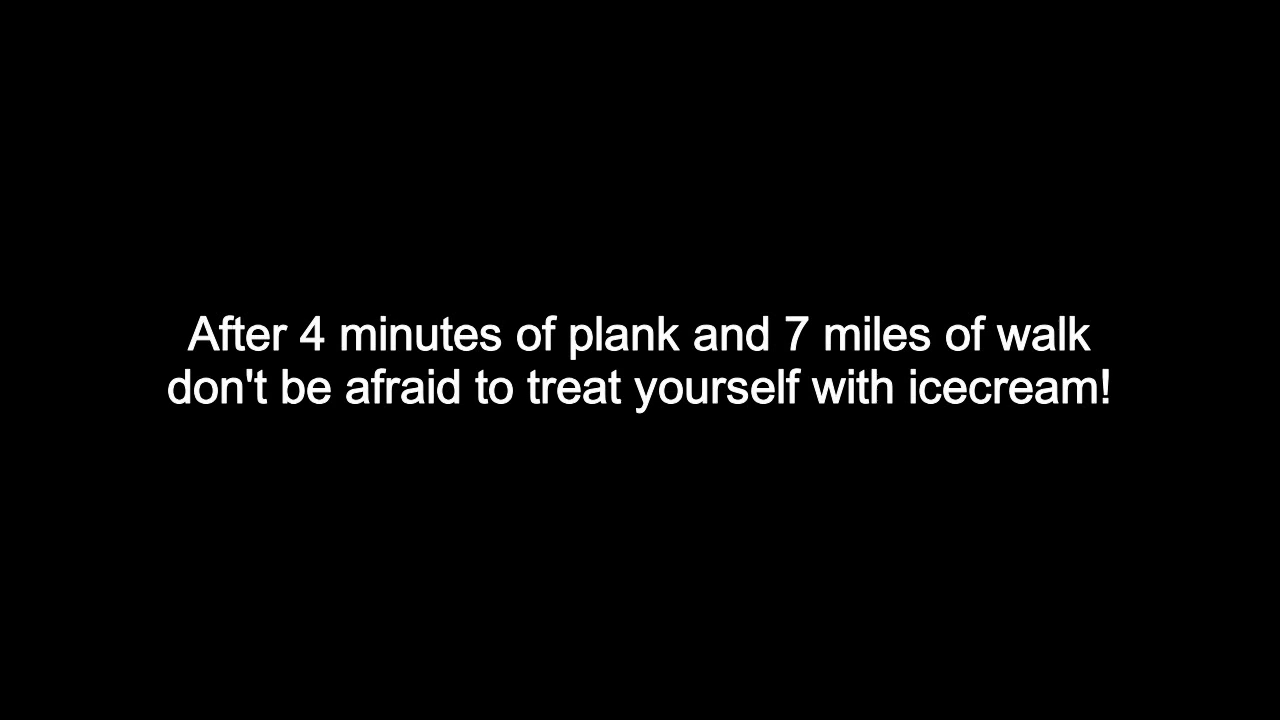 After 4 minutes of plank and 7 miles of walk
don't be afraid to treat yourself with icecream!